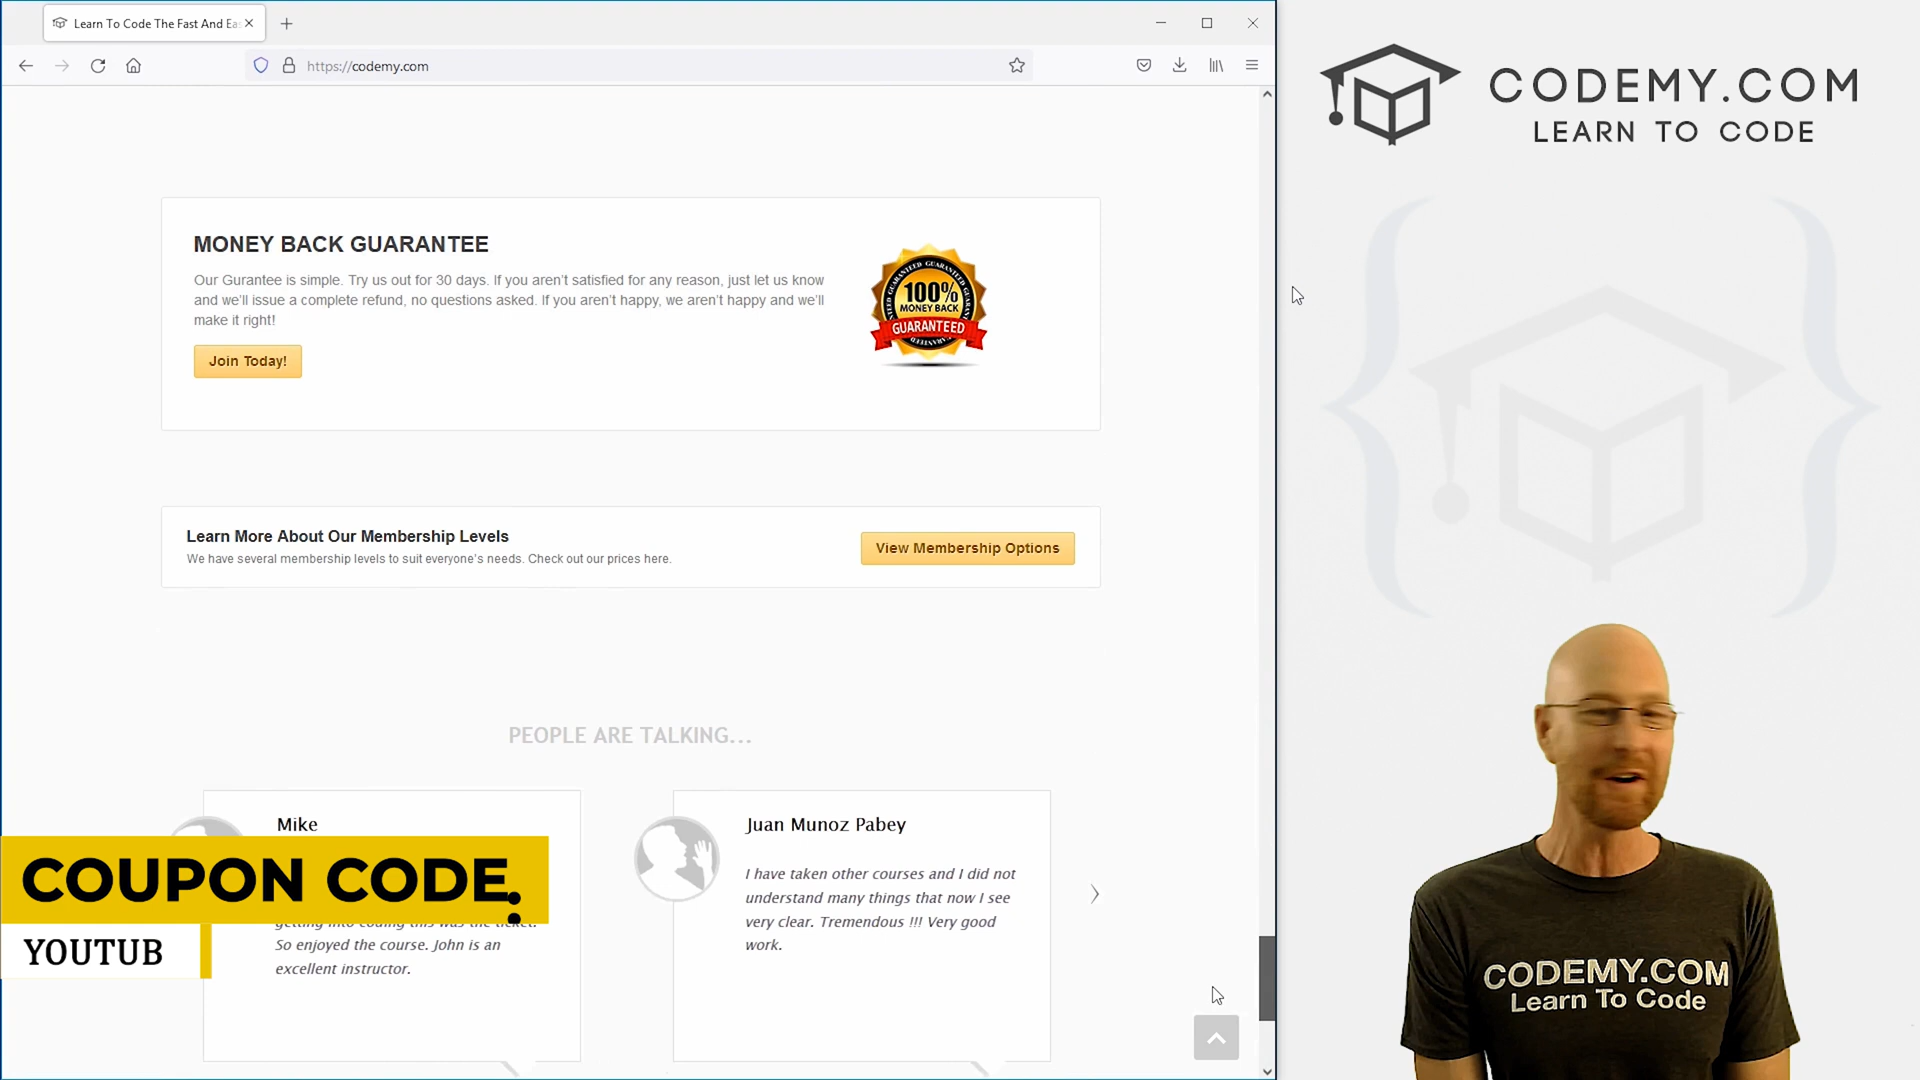 Learn To Code The Fast And Ea
https://codemy.com
CODEMY.COM
LEARN TO CODE
MONEY BACK GUARANTEE
Our Gurantee is simple. Try us out for 30 days. If you aren't satisfied for any reason, just let us know
and we'll issue a complete refund, no questions asked. If you aren't happy, we aren't happy and we'll
make it right!
Join Today!
100%
MONEY BACK
GUARANTEED
Learn More About Our Membership Levels
We have several membership levels to suit everyone's needs. Check out our prices here.
View Membership Options
PEOPLE ARE TALKING...
Mike
So enjoyed the course. John is an
excellent instructor.
Juan Munoz Pabey
I have taken other courses and I did not
understand many things that now I see
very clear. Tremendous !!! Very good
work.
COUPON CODE:
YOUTUB
CODEMY.COM
Learn To Code